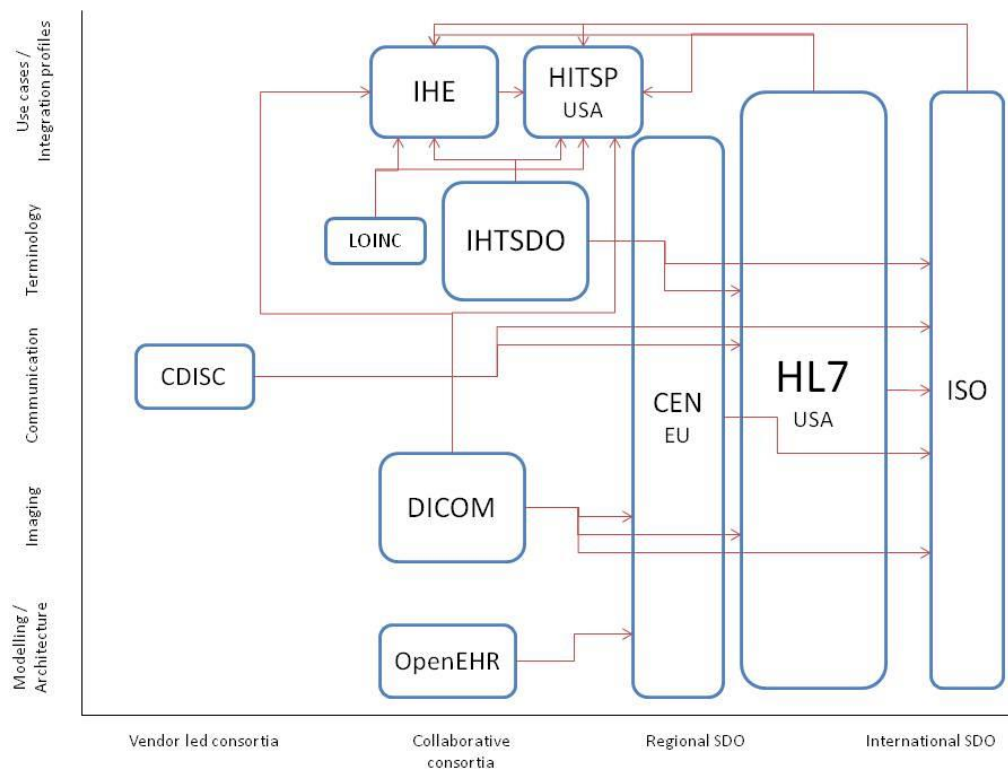 Use cases /
Integration profiles
IHE
HITSP
USA
Terminology
LOINC
IHTSDO
Communication
CDISC
CEN
EU
HL7
USA
ISO
Imaging
DICOM
Modelling /
Architecture
OpenEHR
Vendor led consortia
Collaborative
consortia
Regional SDO
International SDO